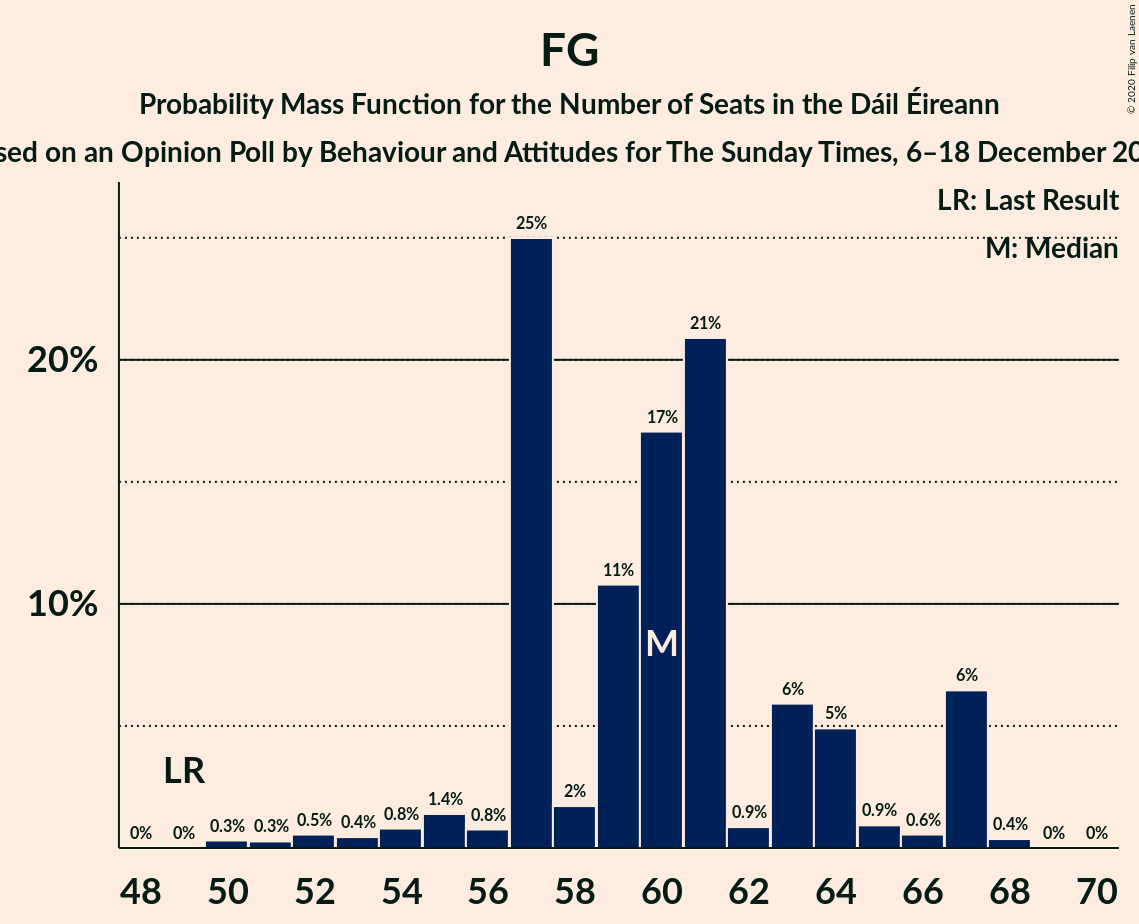 FG
Probability Mass Function for the Number of Seats in the Dáil Éireann
sed on an Opinion Poll by Behaviour and Attitudes for The Sunday Times, 6–18 December 20
© 2020 Filip van Laenen
LR: Last Result
M: Median
20%
10%
0% 0% 0.3% 0.3% 0.5% 0.4% 0.8% 1.4% 0.8% 25% 2% 11% 17% 21% 0.9% 6% 5% 0.9% 0.6% 6% 0.4% 0% 0%
LR
M
48 50 52 54 56 58 60 62 64 66 68 70